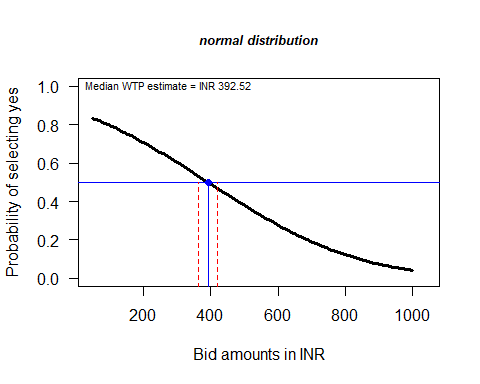 normal distribution
Median WTP estimate = INR 392.52
Probability of selecting yes
1.0
0.8
0.6
0.4
0.2
0.0
200 400 600 800 1000
Bid amounts in INR